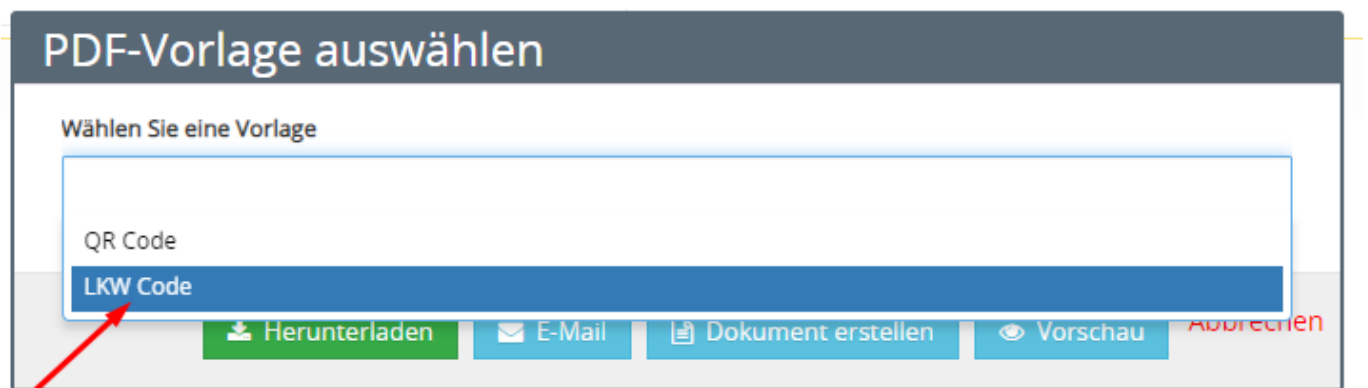 PDF-Vorlage auswählen
Wählen Sie eine Vorlage
QR Code
LKW Code
Herunterladen E-Mail Dokument erstellen Vorschau Abbrechen